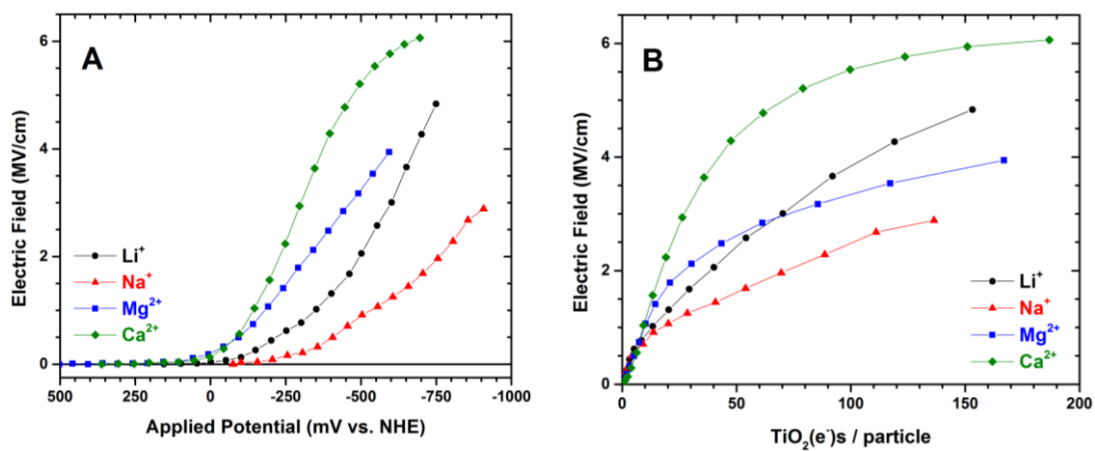 A
Electric Field (MV/cm)
6
4
2
0
Li⁺
Na⁺
Mg²⁺
Ca²⁺
500 250 0 -250 -500 -750 -1000
Applied Potential (mV vs. NHE)
B
Electric Field (MV/cm)
6
4
2
0
Li⁺
Na⁺
Mg²⁺
Ca²⁺
0 50 100 150 200
TiO₂(e⁻)s / particle